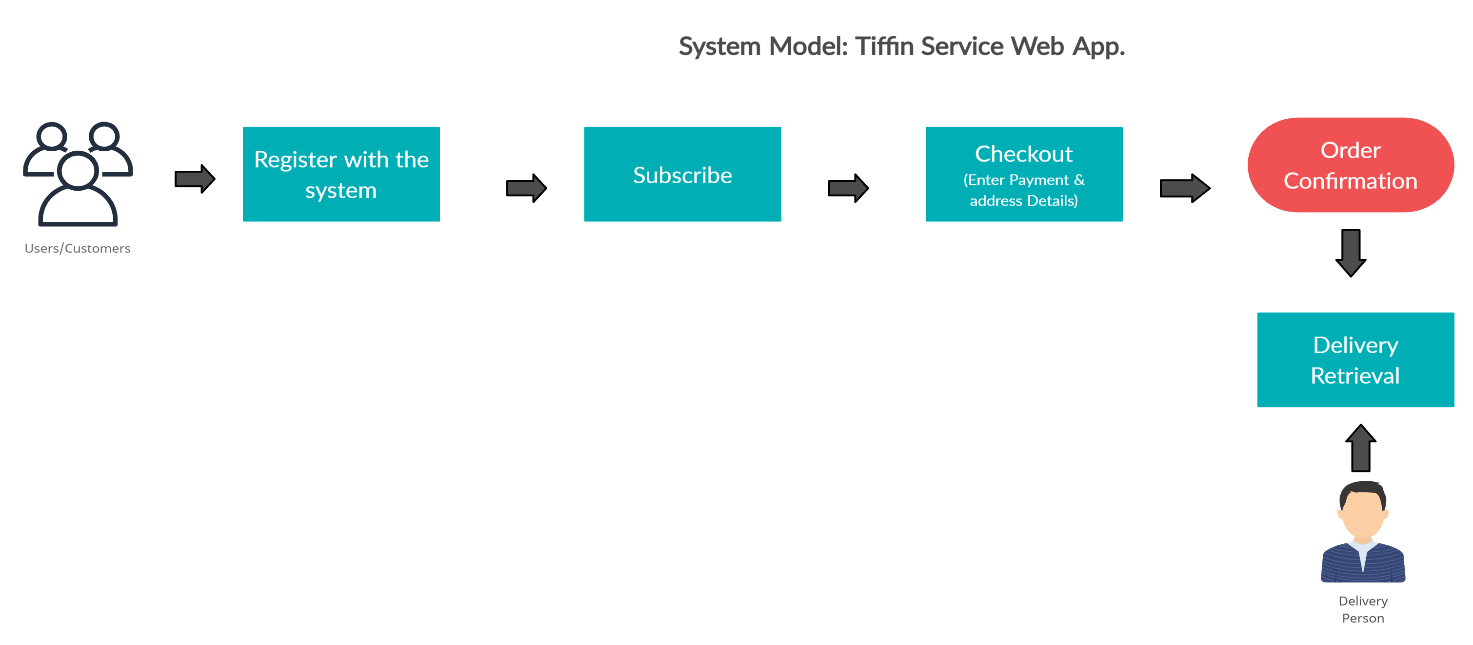 System Model: Tiffin Service Web App.
Register with the
system
Subscribe
Checkout
(Enter Payment &
address Details)
Order
Confirmation
Users/Customers
Delivery
Retrieval
Delivery
Person